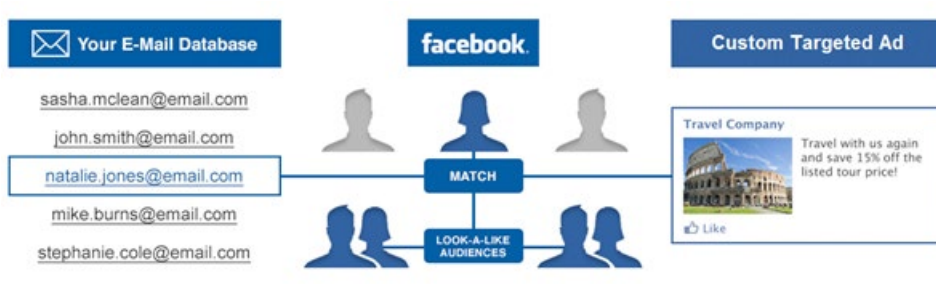 Your E-Mail Database
facebook.
Custom Targeted Ad
sasha.mclean@email.com
john.smith@email.com
natalie.jones@email.com
mike.burns@email.com
stephanie.cole@email.com
MATCH
LOOK-A-LIKE
AUDIENCES
Travel Company
Travel with us again
and save 15% off the
listed tour price!
Like